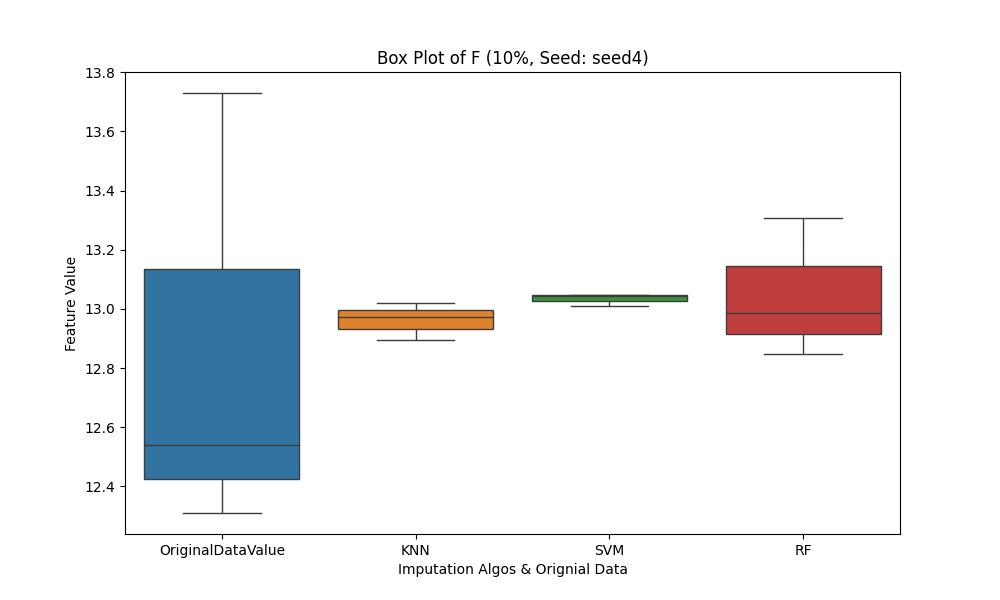 Box Plot of F (10%, Seed: seed4)
13.8
13.6
13.4
13.2
13.0
12.8
12.6
12.4
Feature Value
OriginalDataValue
KNN
SVM
RF
Imputation Algos & Orignial Data